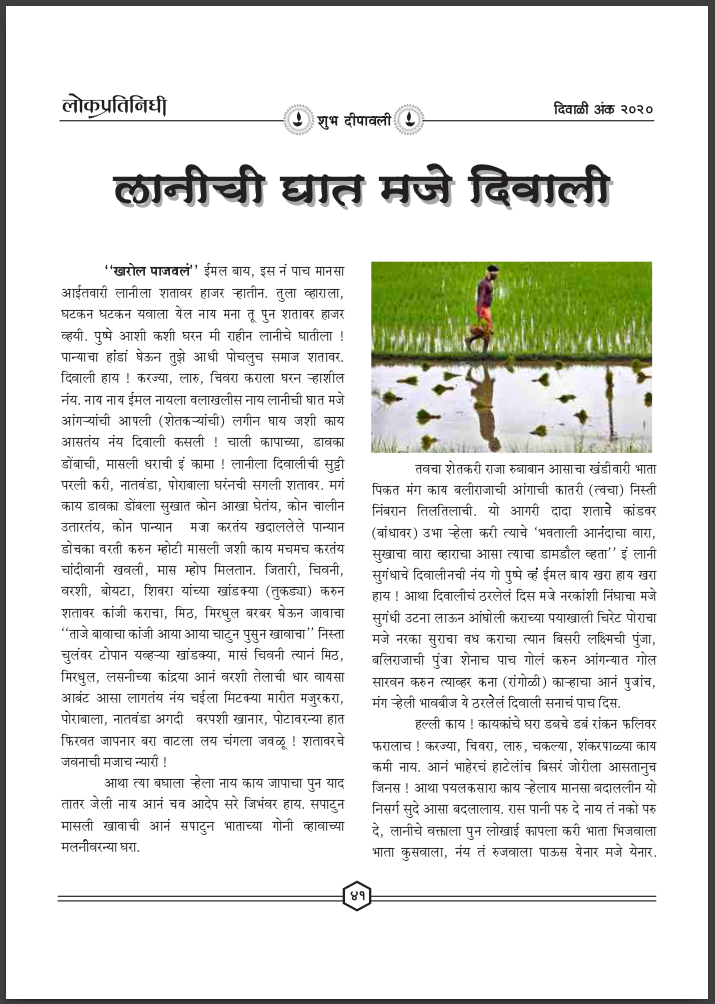 लोकप्रतिनिधी
शुभ दीपावली
दिवाळी अंक २०२०
लानीची घात मजे दिवाली
‘‘खरोल पाजवलं’’ ईमल बाय, इस नं पाच मानसा
आईतवारी लानीला शतावर हाजर ऱ्हातीन. तुला व्हाराला,
घटकन घटकन यवाला येल नाय मना तू पुन शतावर हाजर
व्हयी. पुष्पे आशी कशी घरन मी राहीन लानीचे घातीला !
पान्याचा हांडां घेऊन तुझे आधी पोचलुच समाज शतावर.
दिवाली हाय ! करज्या, लारु, चिवरा कराला घरन ऱ्हाशील
नंय. नाय नाय ईमल नायला वलाखलीस नाय लानीची घात मजे
आंगऱ्यांची आपली (शेतकऱ्यांची) लगीन घाय जशी काय
आसतंय नंय दिवाली कसली ! चाली कापाच्या, डावका
डोंबाची, मासली धराची इं कामा ! लानीला दिवालीची सुट्टी
परली करी, नातवंडा, पोराबाला घरंनची सगली शतावर. मगं
काय डावका डोंबला सुखात कोन आखा घेतंय, कोन चालीन
उतारतंय, कोन पान्यान मजा करतंय खदाललेले पान्यान
डोचका वरती करुन म्होटी मासली जशी काय मचमच करतंय
चांदीवानी खवली, मास म्होप मिलतान. जितारी, चिवनी,
वरशी, बोयटा, शिवरा यांच्या खांडक्या (तुकड्या) करुन
शतावर कांजी कराचा, मिठ, मिरधुल बरबर घेऊन जावाचा
‘‘ताजे बावाचा कांजी आया आया चाटुन पुसुन खावाचा’’ निस्ता
चुलंवर टोपान यव्हऱ्या खांडक्या, मासं चिवनी त्यानं मिठ,
मिरधुल, लसनीच्या कांद्रया आनं वरशी तेलाची धार वायसा
आबंट आसा लागतंय नंय चईला मिटक्या मारीत मजुरकरा,
पोराबाला, नातवंडा अगदी वरपशी खानार, पोटावरन्या हात
फिरवत जापनार बरा वाटला लय चंगला जवळू ! शतावरचे
जवनाची मजाच न्यारी !
आथा त्या बघाला ऱ्हेला नाय काय जापाचा पुन याद
तातर जेली नाय आनं चव आदेप सरे जिभंवर हाय. सपाटुन
मासली खावाची आनं सपाटुन भाताच्या गोनी व्हावाच्या
मलनीवरन्या घरा.
तवचा शेतकरी राजा रुबाबान आसाचा खंडीवारी भाता
पिकत मंग काय बलीराजाची आंगाची कातरी (त्वचा) निस्ती
निंबरान तिलतिलाची. यो आगरी दादा शताचे कांडवर
(बांधावर) उभा ऱ्हेला करी त्याचे ‘भवताली आनंदाचा वारा,
सुखाचा वारा व्हाराचा आसा त्याचा डामडौल व्हता’’ इं लानी
सुगंधाचे दिवालीनची नंय गो पुष्पे व्हं ईमल बाय खरा हाय खरा
हाय ! आथा दिवालीचं ठरलेलं दिस मजे नरकांशी निंघाचा मजे
सुगंधी उटना लाऊन आंघोली कराच्या पयाखाली चिरेट पोराचा
मजे नरका सुराचा वध कराचा त्यान बिसरी लक्ष्मिची पुंजा,
बलिराजाची पुंजा शेनाच पाच गोलं करुन आंगन्यात गोल
सारवन करुन त्याव्हर कना (रांगोळी) काऱ्हाचा आनं पुजांच,
मंग ऱ्हेली भावबीज ये ठरलेलं दिवाली सनाचं पाच दिस.
हल्ली काय ! कायकांचे घरा डबचे डबं रांकन फलिवर
फरालाच ! करज्या, चिवरा, लारु, चकल्या, शंकरपाळ्या काय
कमी नाय. आनं भाहेरचं हाटेलांच बिसरं जोरीला आसतानुच
जिनस ! आथा पयलकसारा काय ऱ्हेलाय मानसा बदाललीन यो
निसर्ग सुदे आसा बदलालाय. रास पानी परु दे नाय तं नको परु
दे, लानीचे वक्ताला पुन लोखाई कापला करी भाता भिजवाला
भाता कुसवाला, नंय तं रुजवाला पाऊस येनार मजे येनार.
४१